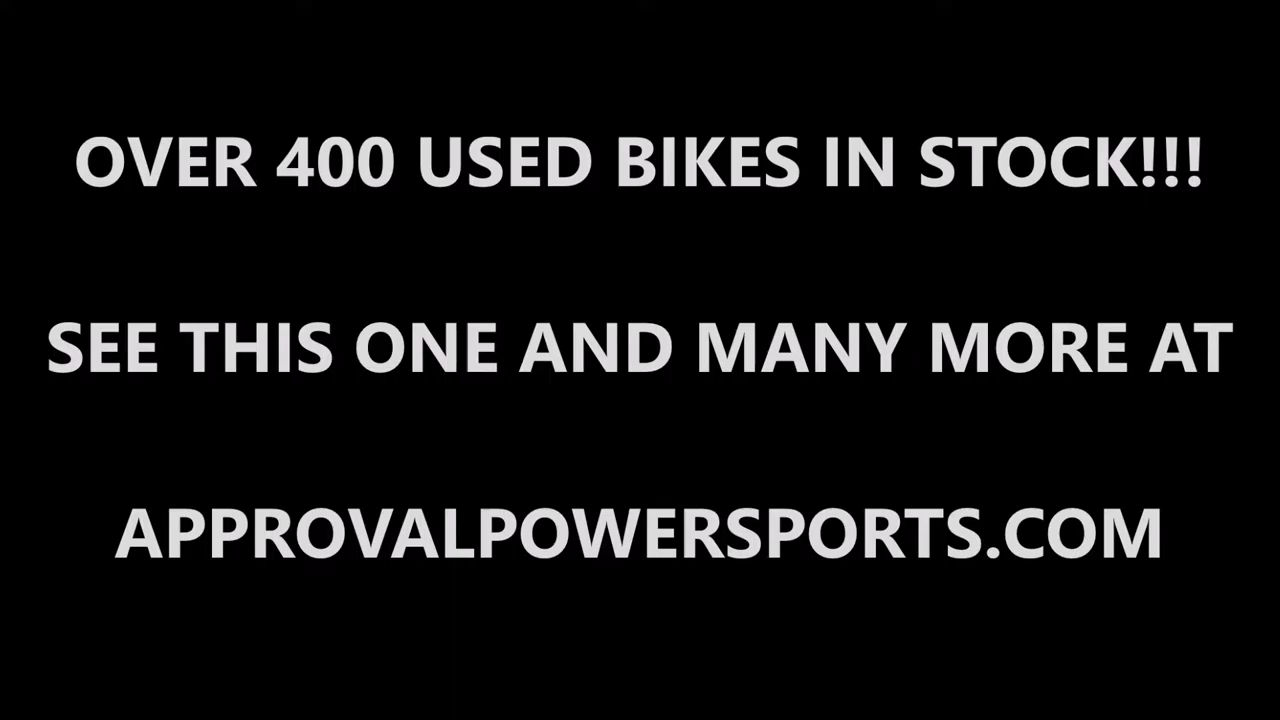 OVER 400 USED BIKES IN STOCK!!!
SEE THIS ONE AND MANY MORE AT
APPROVALPOWERSPORTS.COM